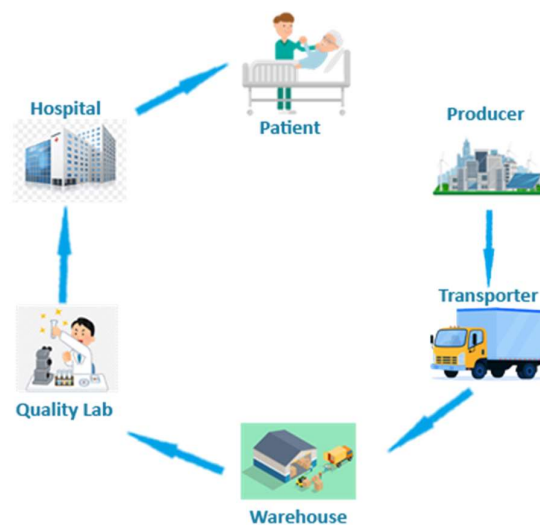 Hospital
Patient
Producer
Transporter
Quality Lab
Warehouse